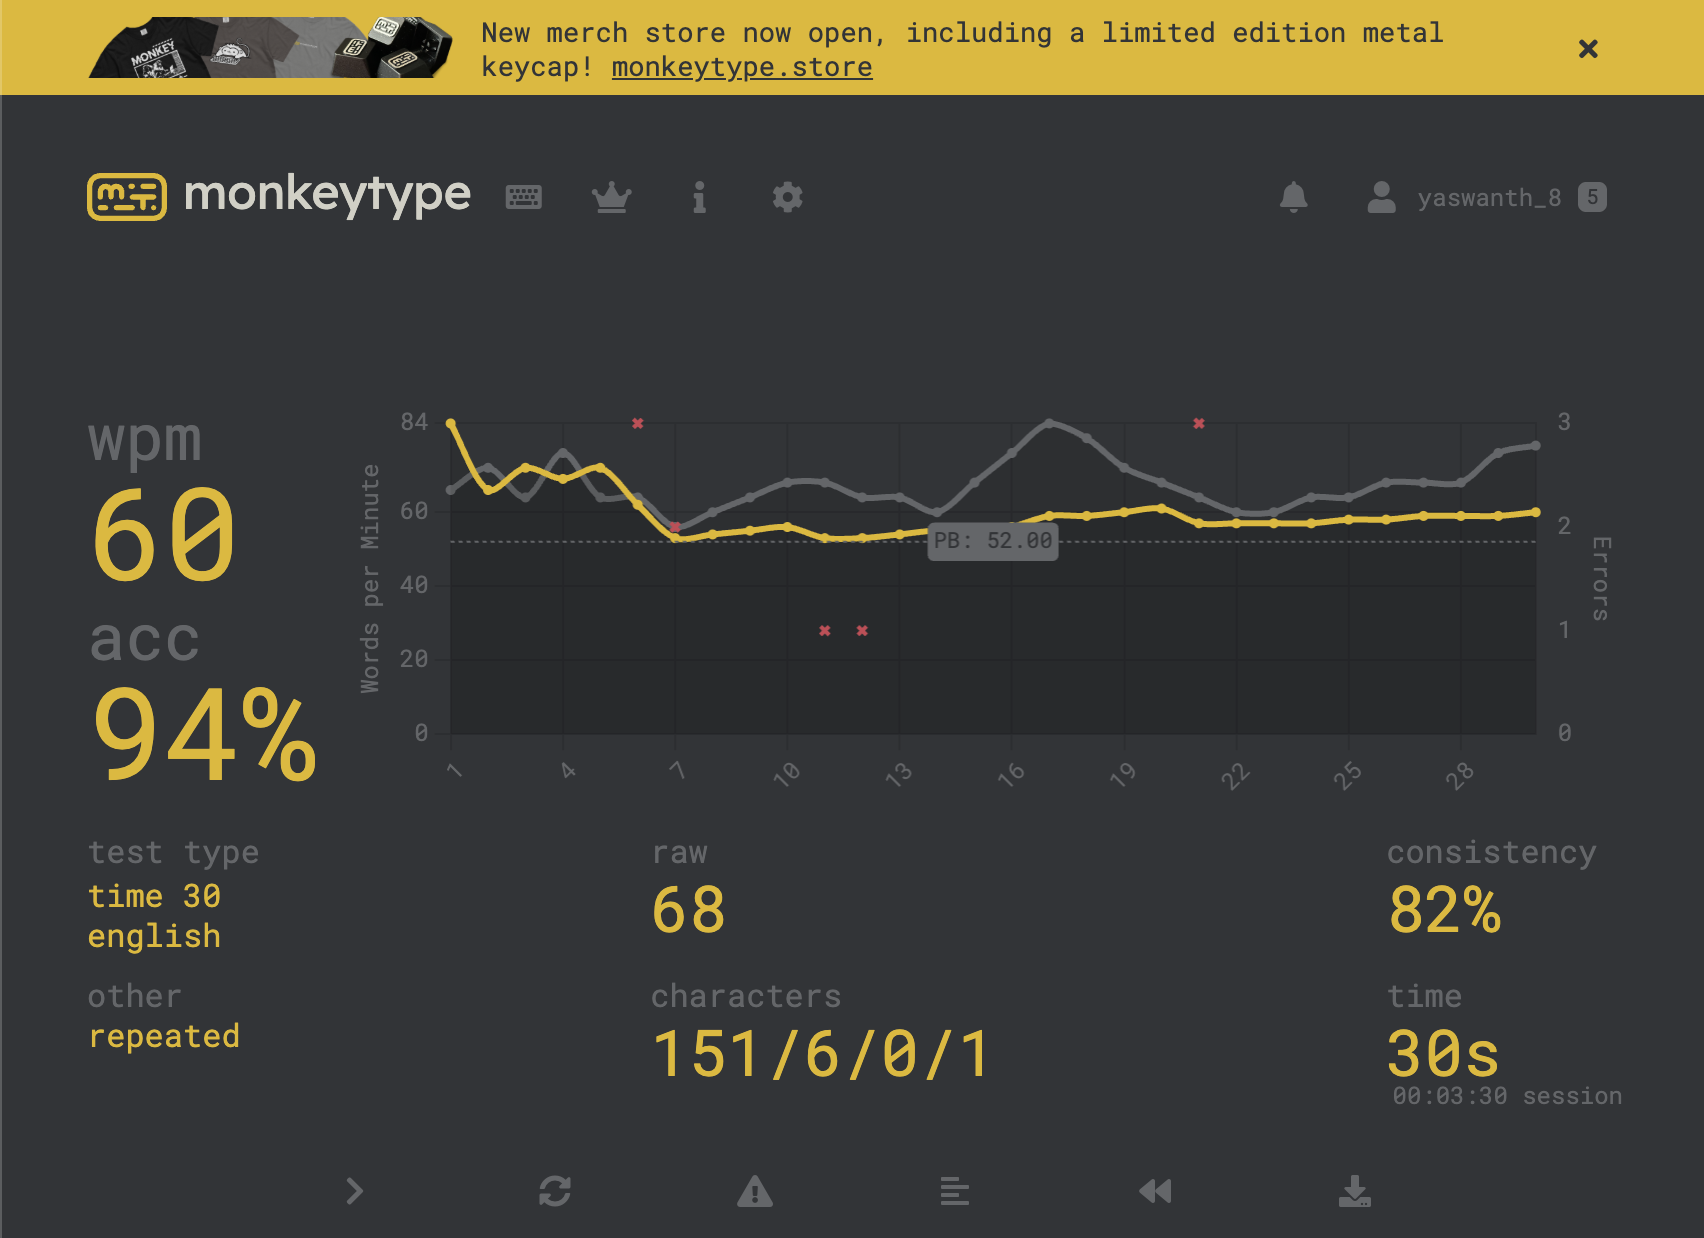 New merch store now open, including a limited edition metal
keycap! monkeytype.store
MONKEY
monkeytype
yaswanth_8 5
wpm
60
acc
94%
Words per Minute
84
60
40
20
0
PB: 52.00
3
2
1
0
Errors
1 4 7 10 13 16 19 22 25 28
test type
time 30
english
other
repeated
raw
68
characters
151/6/0/1
consistency
82%
time
30s
00:03:30 session